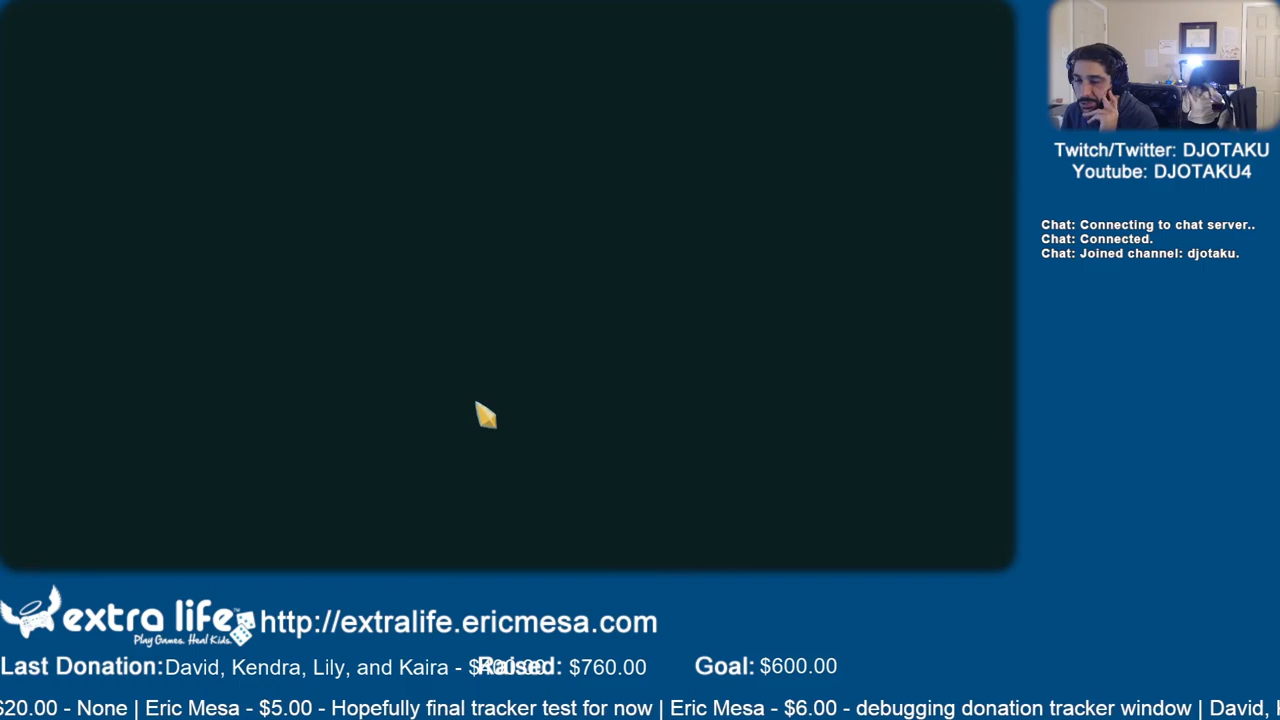 Twitch/Twitter: DJOTAKU
Youtube: DJOTAKU4
Chat: Connecting to chat server..
Chat: Connected.
Chat: Joined channel: djotaku.
extra life
Play Games. Heal Kids.
http://extralife.ericmesa.com
Last Donation: David, Kendra, Lily, and Kaira - Raised: $760.00 Goal: $600.00
$20.00 - None | Eric Mesa - $5.00 - Hopefully final tracker test for now | Eric Mesa - $6.00 - debugging donation tracker window | David,